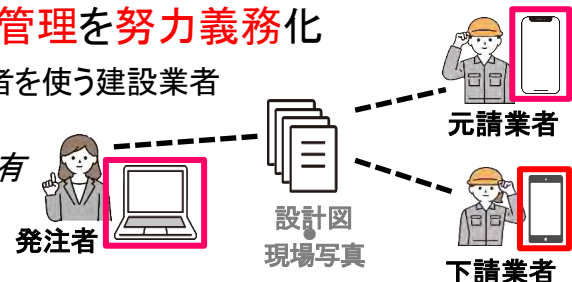 管理を努力義務化
者を使う建設業者
元請業者
有
発注者
設計図
●
現場写真
下請業者